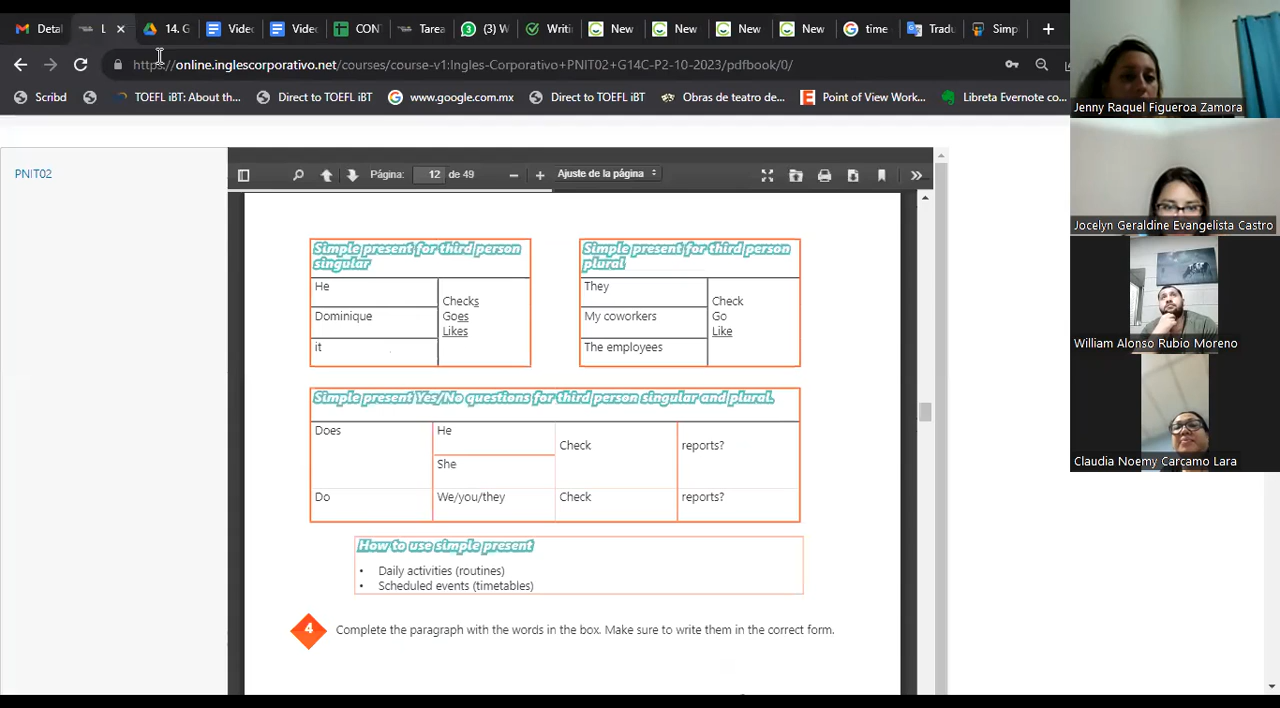 Detal
L
14. G
Video
Video
CON
Tarea
(3) W
Writi
New
New
New
New
time
Tradu
Simp
https://online.inglescorporativo.net/courses/course-v1:Ingles-Corporativo+PNIT02+G14C-P2-10-2023/pdfbook/0/
Scribd
TOEFL iBT: About th...
Direct to TOEFL iBT
www.google.com.mx
Direct to TOEFL iBT
Obras de teatro de...
Point of View Work...
Libreta Evernote co...
PNIT02
Página: 12 de 49
Ajuste de la página
Simple present for third person
singular
He
Dominique
it
Checks
Goes
Likes
Simple present for third person
plural
They
My coworkers
The employees
Check
Go
Like
Simple present Yes/No questions for third person singular and plural.
Does
He
She
Check
reports?
Do
We/you/they
Check
reports?
How to use simple present
• Daily activities (routines)
• Scheduled events (timetables)
4 Complete the paragraph with the words in the box. Make sure to write them in the correct form.
Jenny Raquel Figueroa Zamora
Jocelyn Geraldine Evangelista Castro
William Alonso Rubio Moreno
Claudia Noemy Carcamo Lara